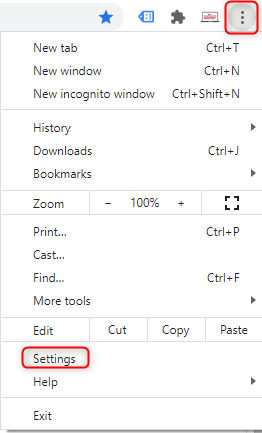 New tab Ctrl+T
New window Ctrl+N
New incognito window Ctrl+Shift+N
History
Downloads Ctrl+J
Bookmarks
Zoom − 100% +
Print... Ctrl+P
Cast...
Find... Ctrl+F
More tools
Edit Cut Copy Paste
Settings
Help
Exit